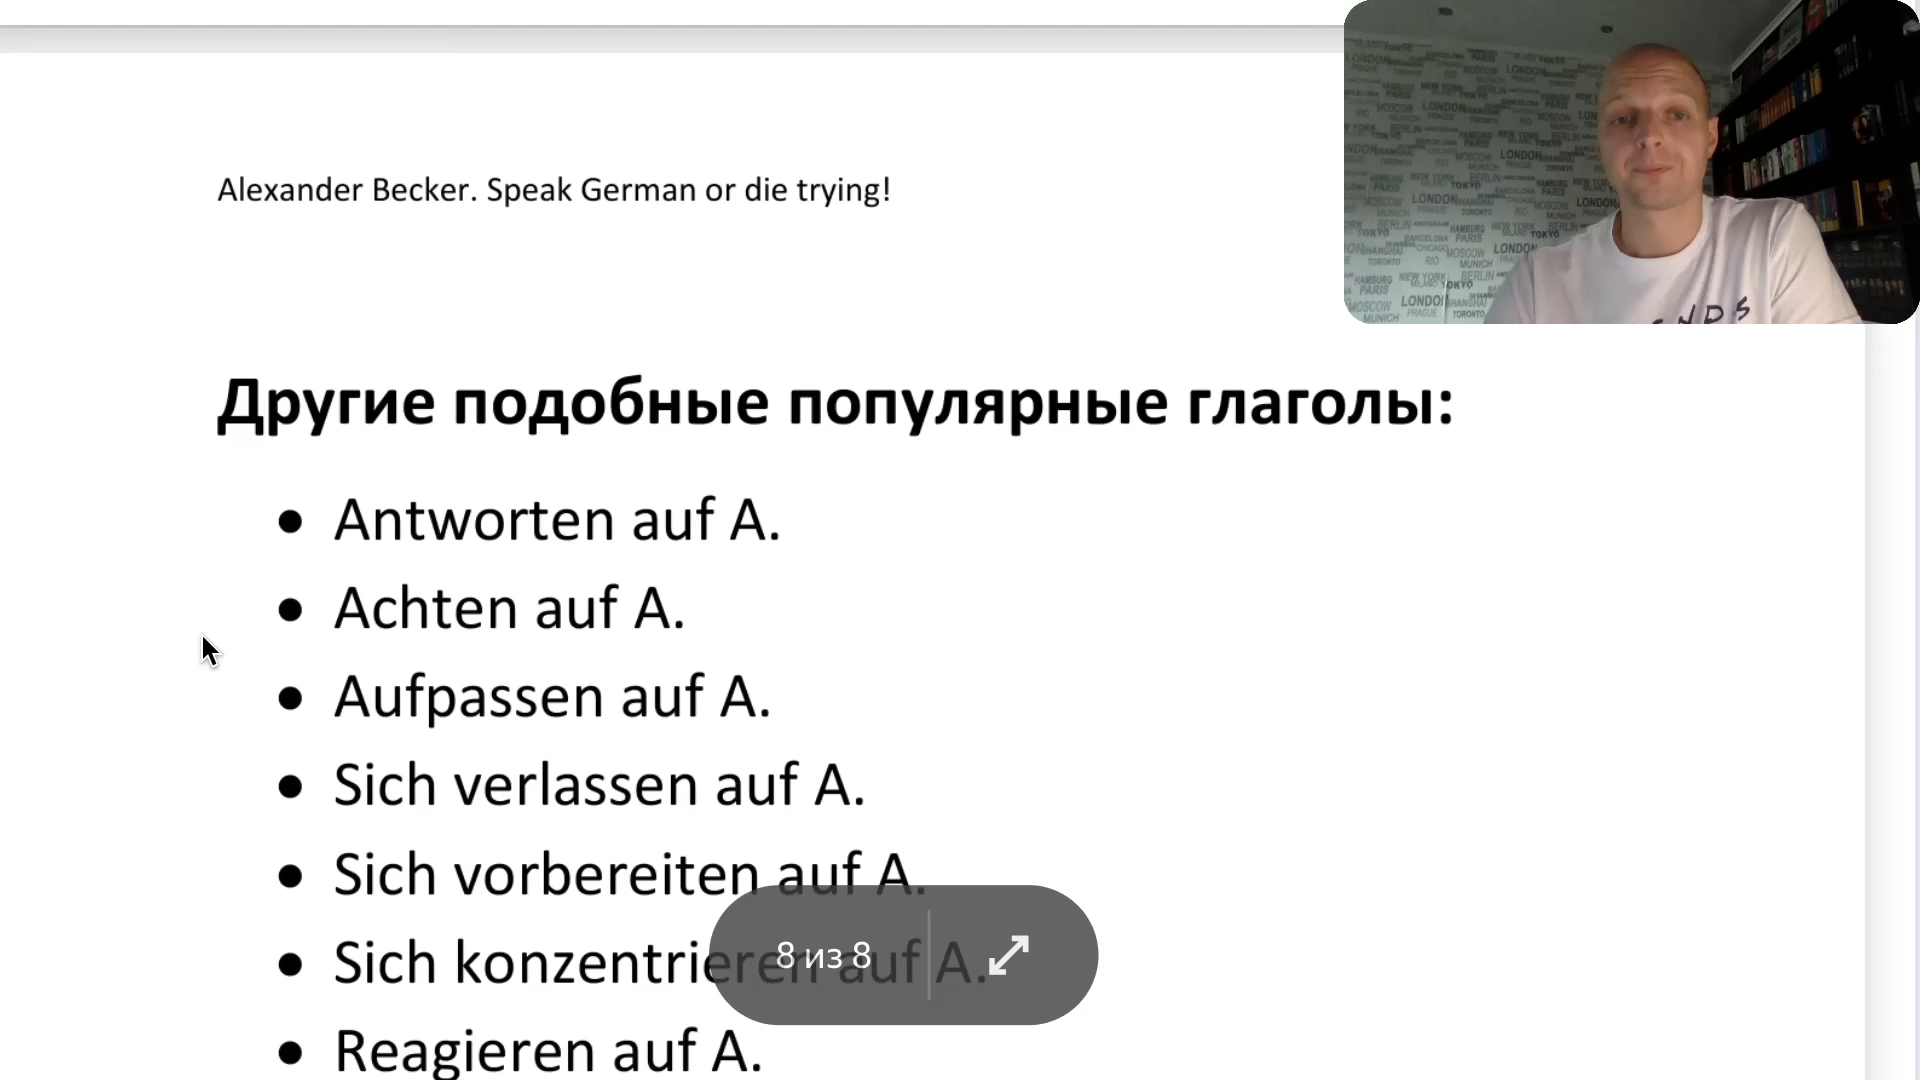 Alexander Becker. Speak German or die trying!
Другие подобные популярные глаголы:
• Antworten auf A.
• Achten auf A.
• Aufpassen auf A.
• Sich verlassen auf A.
• Sich vorbereiten auf A.
• Sich konzentrieren auf A.
8 из 8
• Reagieren auf A.